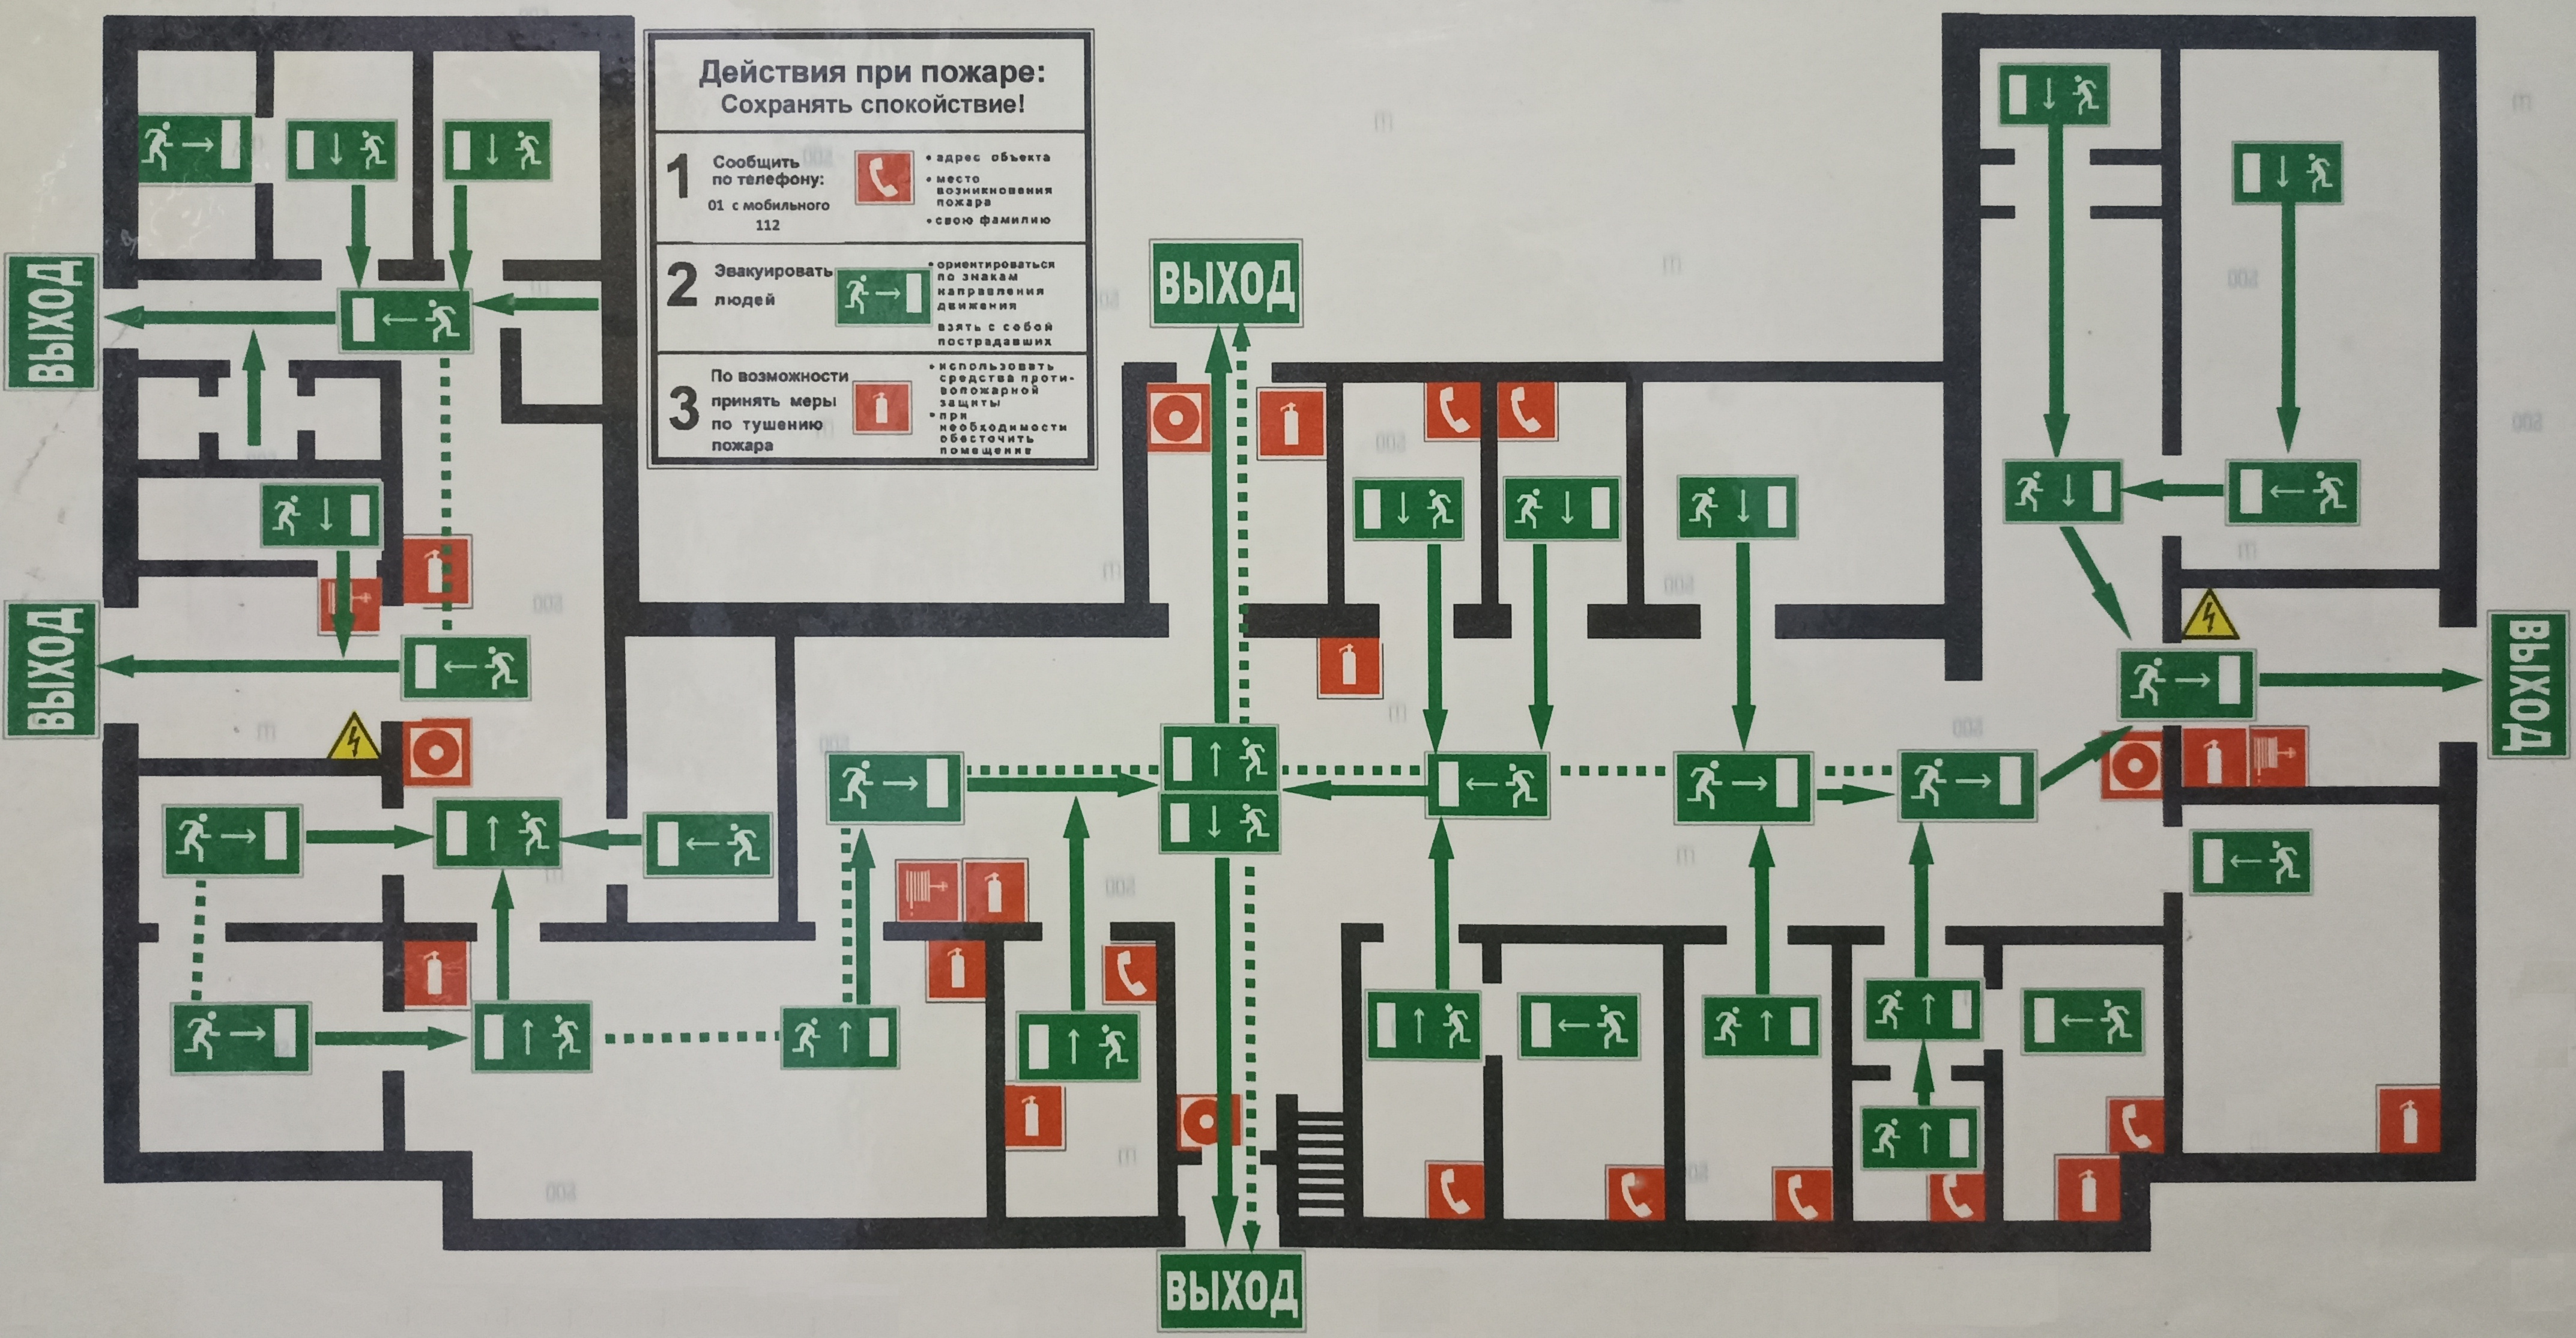 Действия при пожаре:
Сохранять спокойствие!
1
Сообщить
по телефону:
01 с мобильного
112
• адрес объекта
• место
возникновения
пожара
• свою фамилию
2
Эвакуировать
людей
• ориентироваться
по знакам
направления
движения
взять с собой
пострадавших
3
По возможности
принять меры
по тушению
пожара
• использовать
средства проти-
вопожарной
защиты
• при
необходимости
обесточить
помещение
ВЫХОД
ВЫХОД
ВЫХОД
ВЫХОД
ВЫХОД